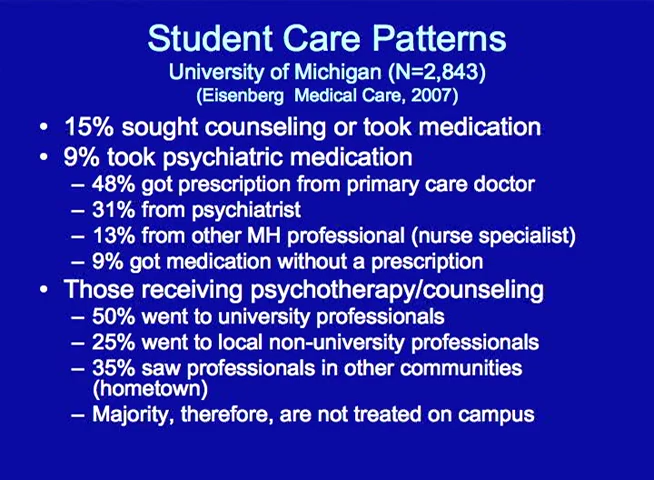 Student Care Patterns
University of Michigan (N=2,843)
(Eisenberg Medical Care, 2007)
• 15% sought counseling or took medication
• 9% took psychiatric medication
– 48% got prescription from primary care doctor
– 31% from psychiatrist
– 13% from other MH professional (nurse specialist)
– 9% got medication without a prescription
• Those receiving psychotherapy/counseling
– 50% went to university professionals
– 25% went to local non-university professionals
– 35% saw professionals in other communities
(hometown)
– Majority, therefore, are not treated on campus